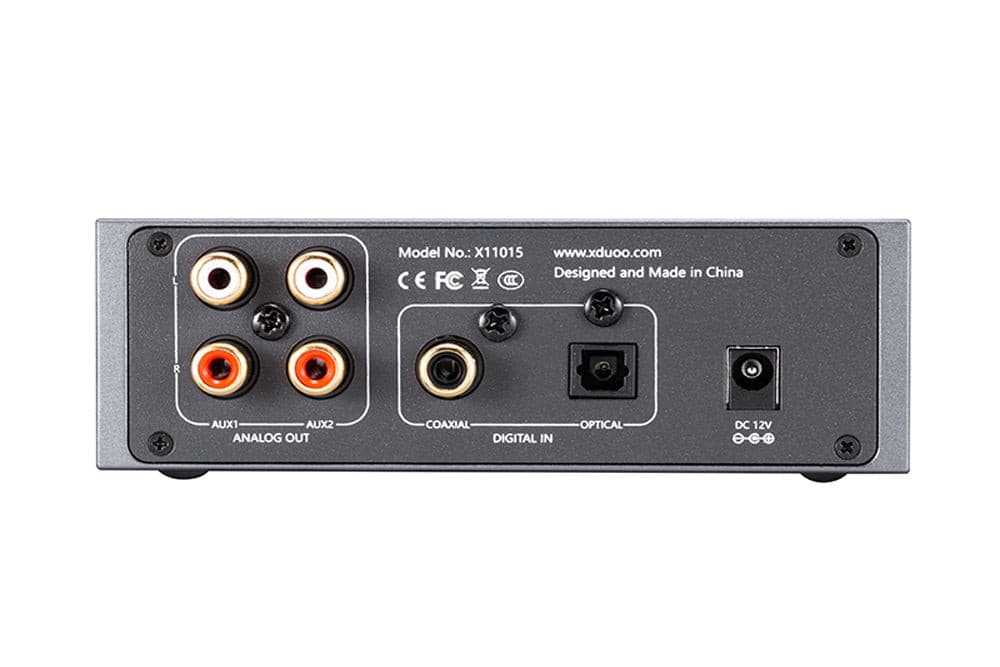 Model No.: X11015
www.xduoo.com
CE FC CCC
Designed and Made in China
L
R
AUX1
AUX2
ANALOG OUT
COAXIAL
OPTICAL
DIGITAL IN
DC 12V